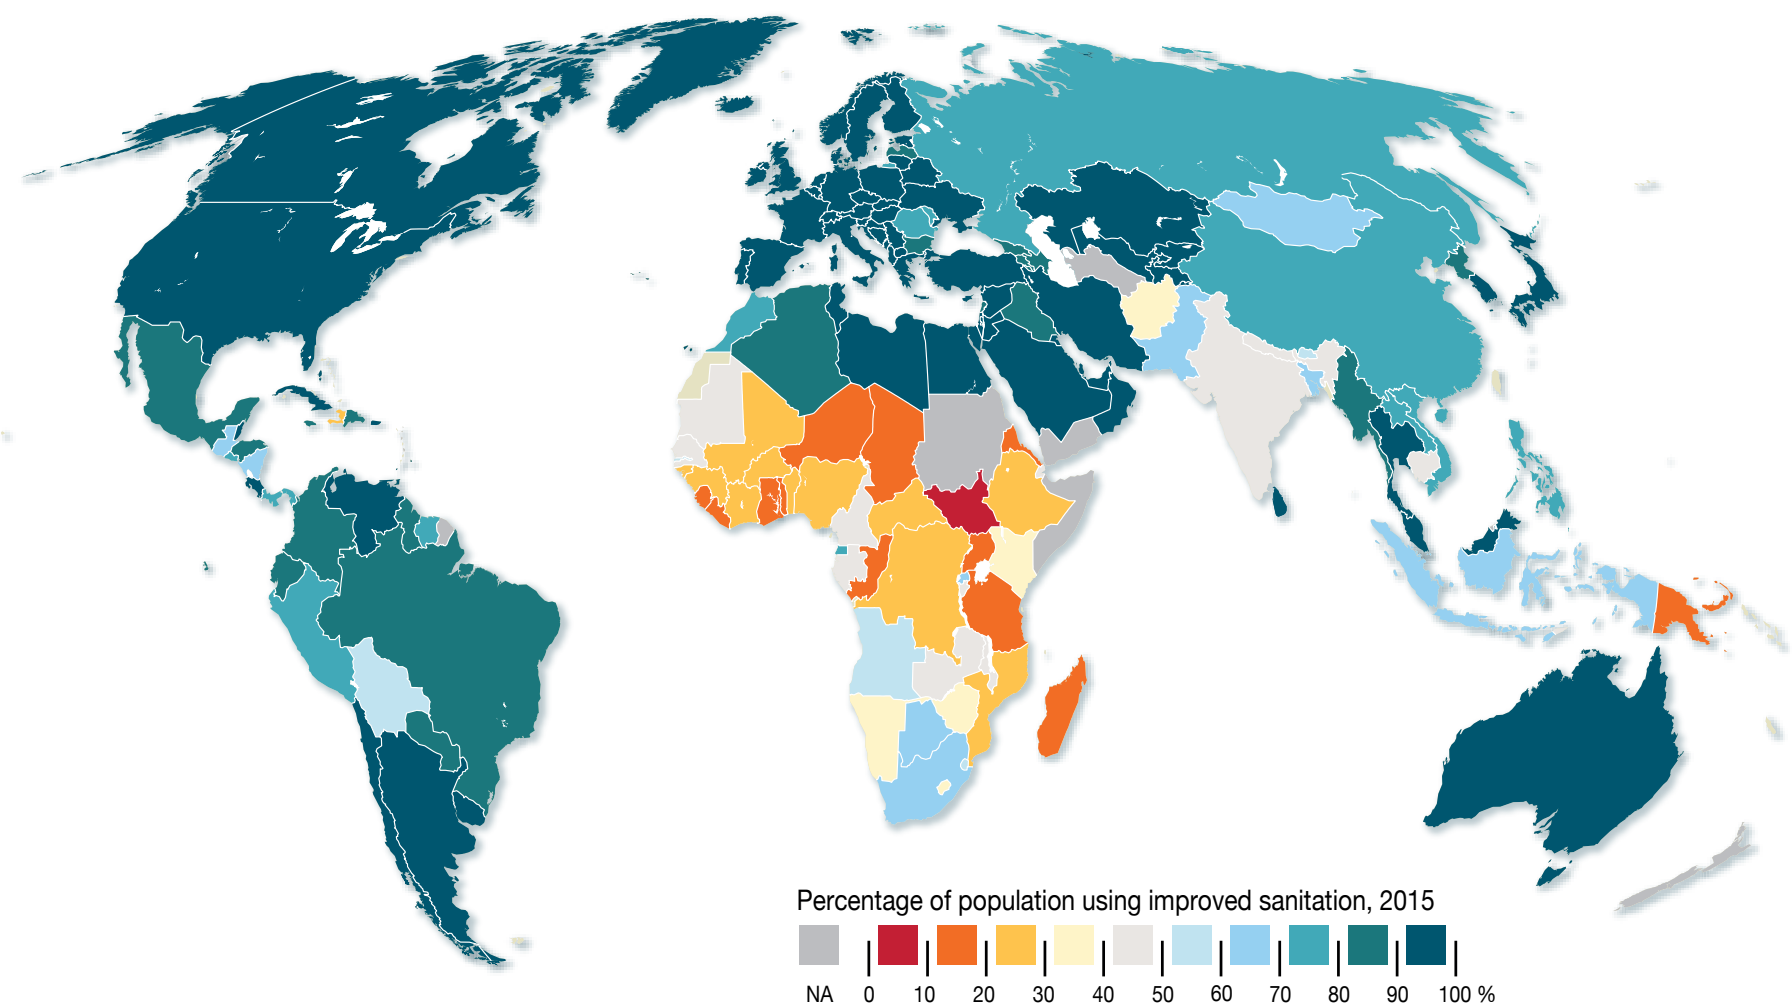 Percentage of population using improved sanitation, 2015
NA 0 10 20 30 40 50 60 70 80 90 100 %